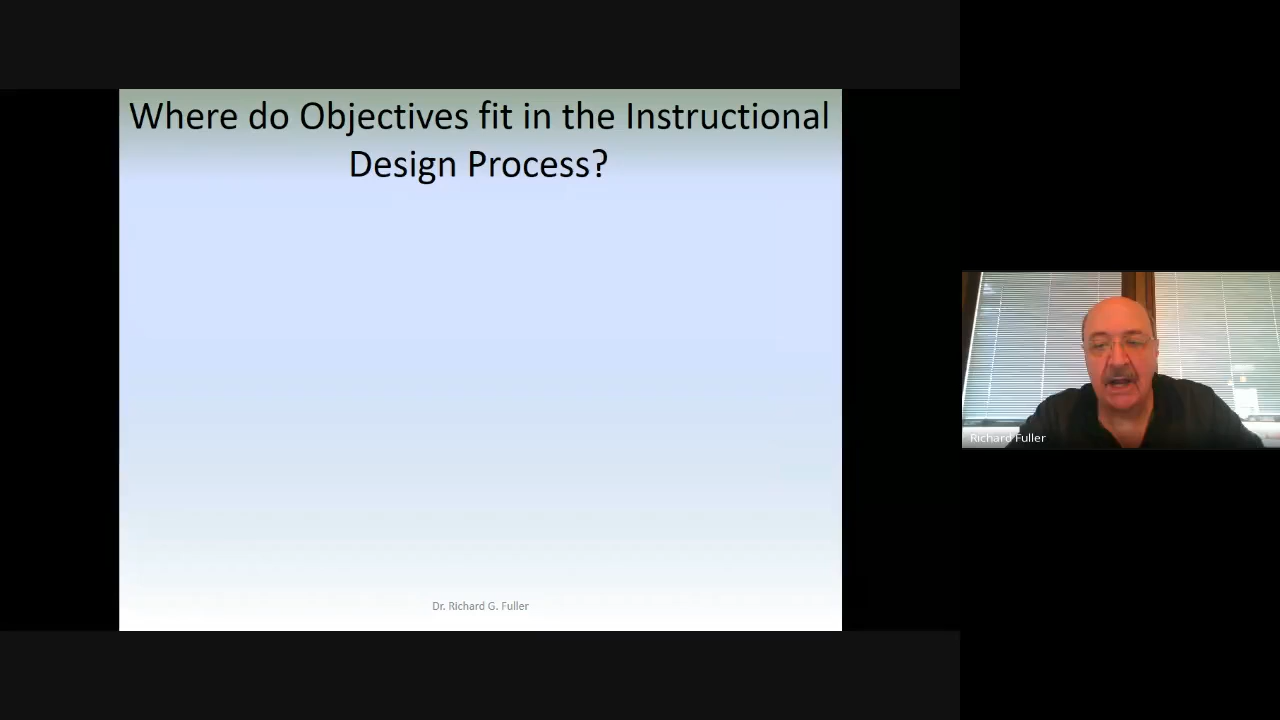 Where do Objectives fit in the Instructional
Design Process?
Dr. Richard G. Fuller
Richard Fuller